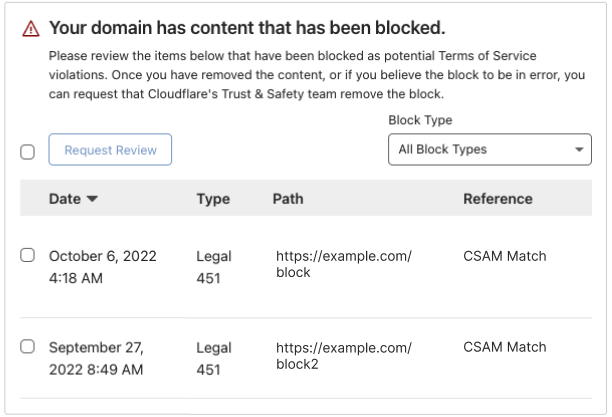 Your domain has content that has been blocked.
Please review the items below that have been blocked as potential Terms of Service
violations. Once you have removed the content, or if you believe the block to be in error, you
can request that Cloudflare's Trust & Safety team remove the block.
Block Type
Request Review
All Block Types
Date Type Path Reference
October 6, 2022 Legal https://example.com/ CSAM Match
4:18 AM 451 block
September 27, Legal https://example.com/ CSAM Match
2022 8:49 AM 451 block2